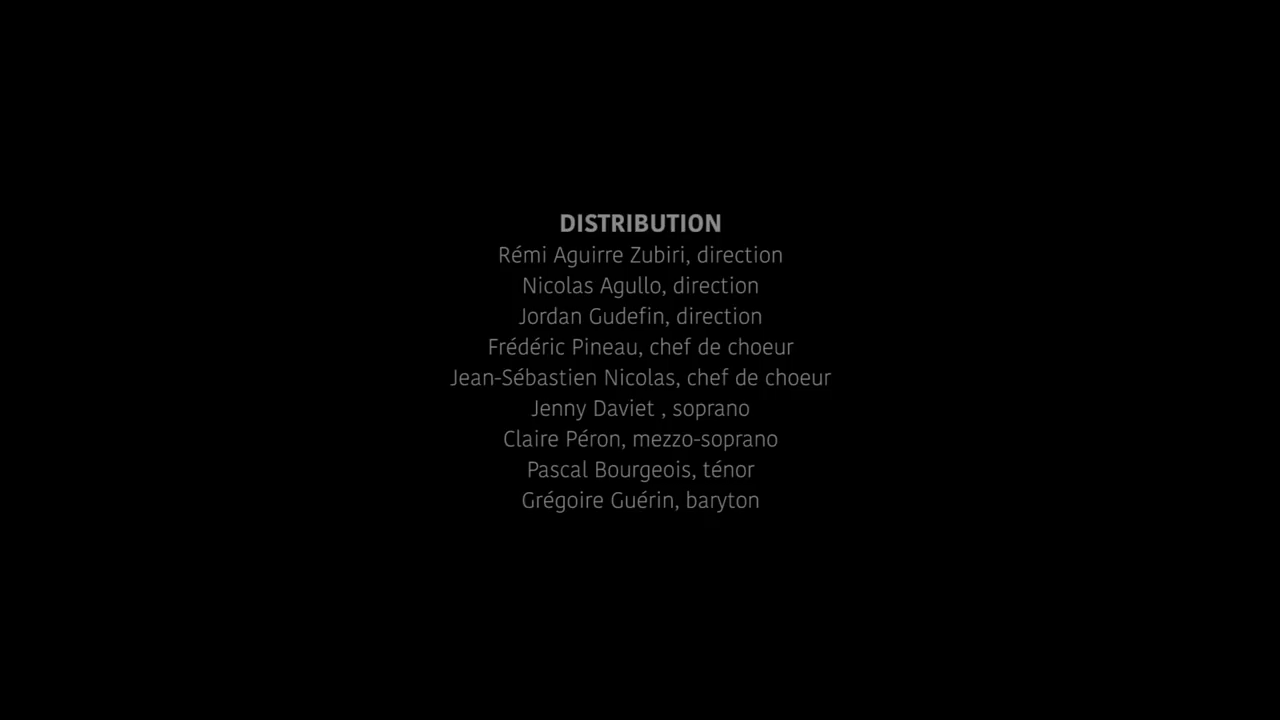 DISTRIBUTION
Rémi Aguirre Zubiri, direction
Nicolas Agullo, direction
Jordan Gudefin, direction
Frédéric Pineau, chef de choeur
Jean-Sébastien Nicolas, chef de choeur
Jenny Daviet , soprano
Claire Péron, mezzo-soprano
Pascal Bourgeois, ténor
Grégoire Guérin, baryton